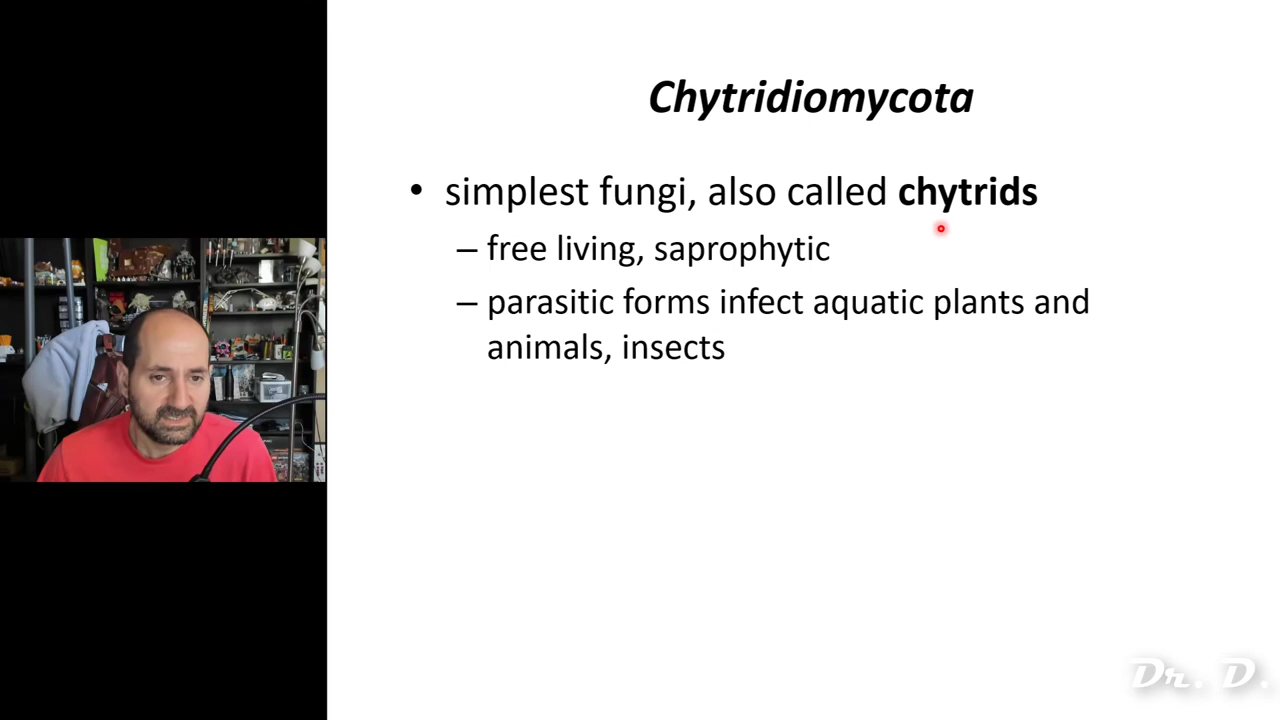 Chytridiomycota
• simplest fungi, also called chytrids
– free living, saprophytic
– parasitic forms infect aquatic plants and
animals, insects
Dr. D.